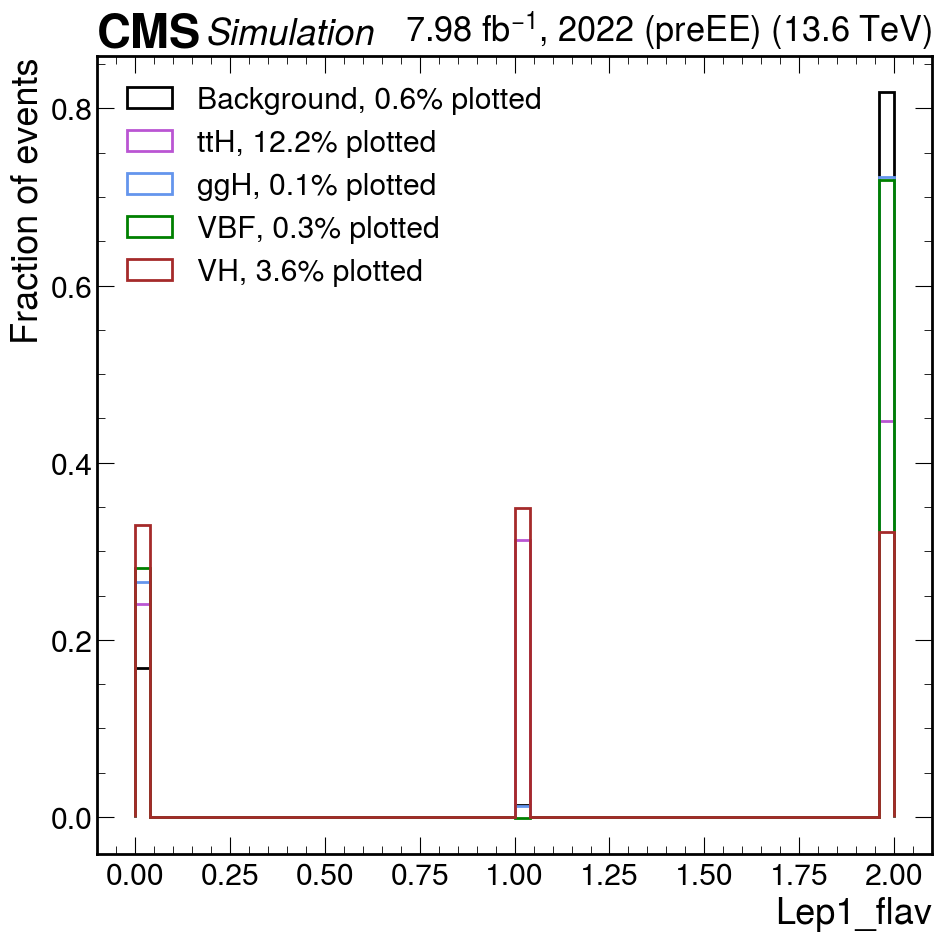 CMS Simulation 7.98 fb⁻¹, 2022 (preEE) (13.6 TeV)
Fraction of events
Background, 0.6% plotted
ttH, 12.2% plotted
ggH, 0.1% plotted
VBF, 0.3% plotted
VH, 3.6% plotted
0.8
0.6
0.4
0.2
0.0
0.00 0.25 0.50 0.75 1.00 1.25 1.50 1.75 2.00
Lep1_flav